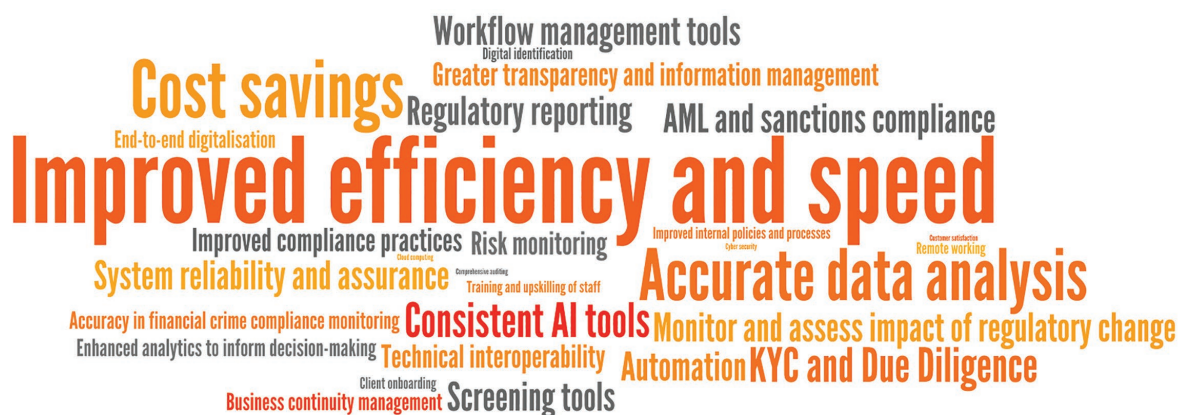 Workflow management tools
Digital identification
Cost savings
Greater transparency and information management
Regulatory reporting
AML and sanctions compliance
End-to-end digitalisation
Improved efficiency and speed
Improved internal policies and processes
Customer satisfaction
Improved compliance practices
Risk monitoring
Cyber security
Remote working
Cloud computing
System reliability and assurance
Comprehensive auditing
Training and upskilling of staff
Accurate data analysis
Accuracy in financial crime compliance monitoring
Consistent AI tools
Monitor and assess impact of regulatory change
Enhanced analytics to inform decision-making
Technical interoperability
Automation
KYC and Due Diligence
Client onboarding
Business continuity management
Screening tools